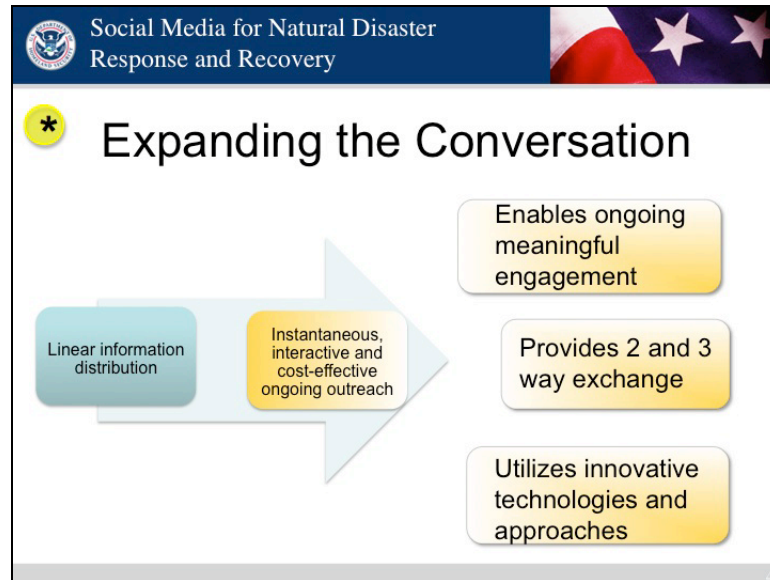 Social Media for Natural Disaster
Response and Recovery
*
Expanding the Conversation
Linear information
distribution
Instantaneous,
interactive and
cost-effective
ongoing outreach
Enables ongoing
meaningful
engagement
Provides 2 and 3
way exchange
Utilizes innovative
technologies and
approaches